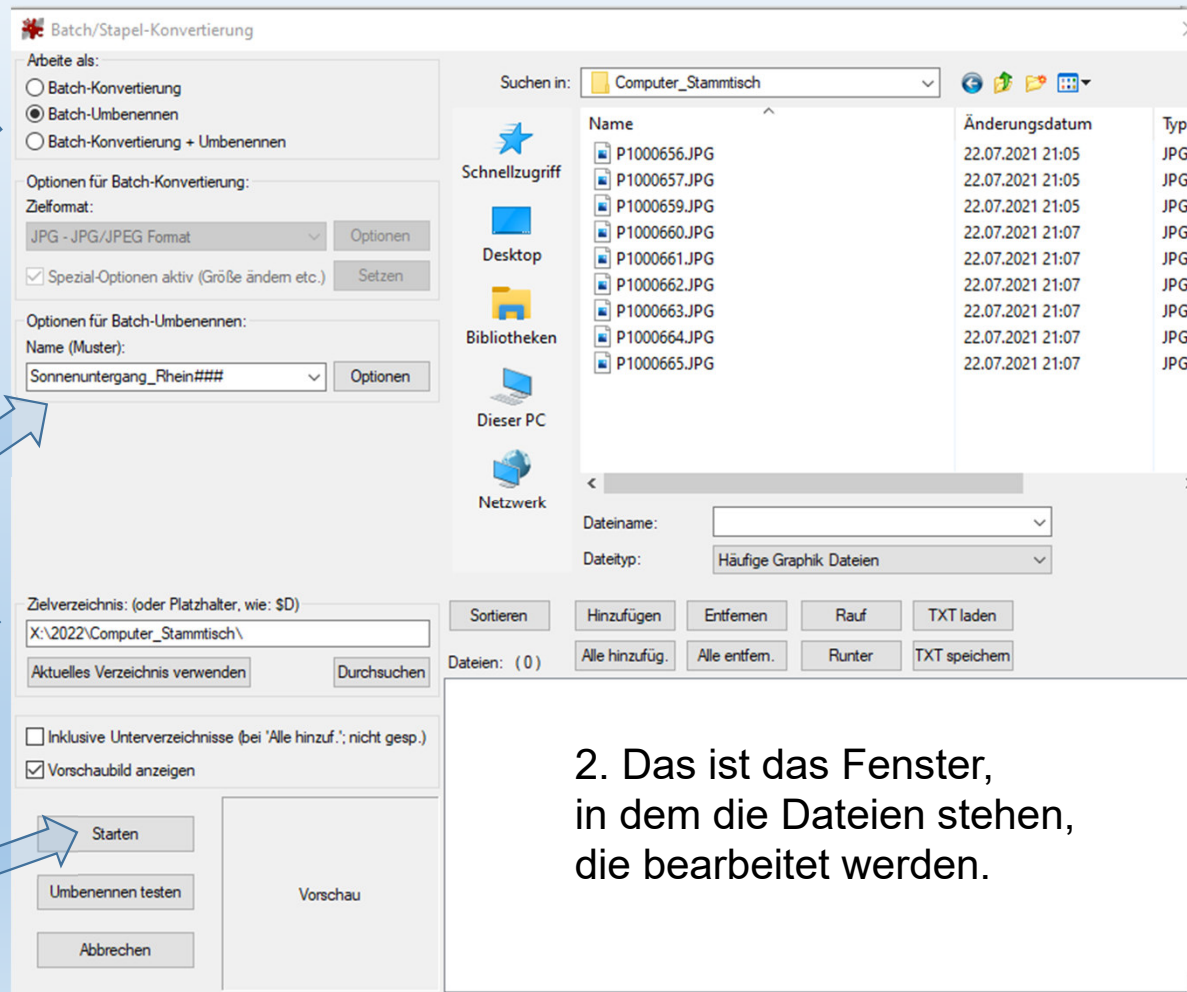 Batch/Stapel-Konvertierung
Arbeite als:
Batch-Konvertierung
Batch-Umbenennen
Batch-Konvertierung + Umbenennen
Optionen für Batch-Konvertierung:
Zielformat:
JPG - JPG/JPEG Format
Optionen
Spezial-Optionen aktiv (Größe ändern etc.)
Setzen
Optionen für Batch-Umbenennen:
Name (Muster):
Sonnenuntergang_Rhein###
Optionen
Zielverzeichnis: (oder Platzhalter, wie: $D)
X:\2022\Computer_Stammtisch\
Aktuelles Verzeichnis verwenden
Durchsuchen
Inklusive Unterverzeichnisse (bei 'Alle hinzuf.'; nicht gesp.)
Vorschaubild anzeigen
Starten
Umbenennen testen
Abbrechen
Vorschau
Suchen in:
Computer_Stammtisch
Schnellzugriff
Desktop
Bibliotheken
Dieser PC
Netzwerk
Name Änderungsdatum Typ
P1000656.JPG 22.07.2021 21:05 JPG
P1000657.JPG 22.07.2021 21:05 JPG
P1000659.JPG 22.07.2021 21:05 JPG
P1000660.JPG 22.07.2021 21:07 JPG
P1000661.JPG 22.07.2021 21:07 JPG
P1000662.JPG 22.07.2021 21:07 JPG
P1000663.JPG 22.07.2021 21:07 JPG
P1000664.JPG 22.07.2021 21:07 JPG
P1000665.JPG 22.07.2021 21:07 JPG
Dateiname:
Dateityp:
Häufige Graphik Dateien
Sortieren
Hinzufügen
Entfernen
Rauf
TXT laden
Dateien: ( 0 )
Alle hinzufüg.
Alle entfern.
Runter
TXT speichern
2. Das ist das Fenster,
in dem die Dateien stehen,
die bearbeitet werden.